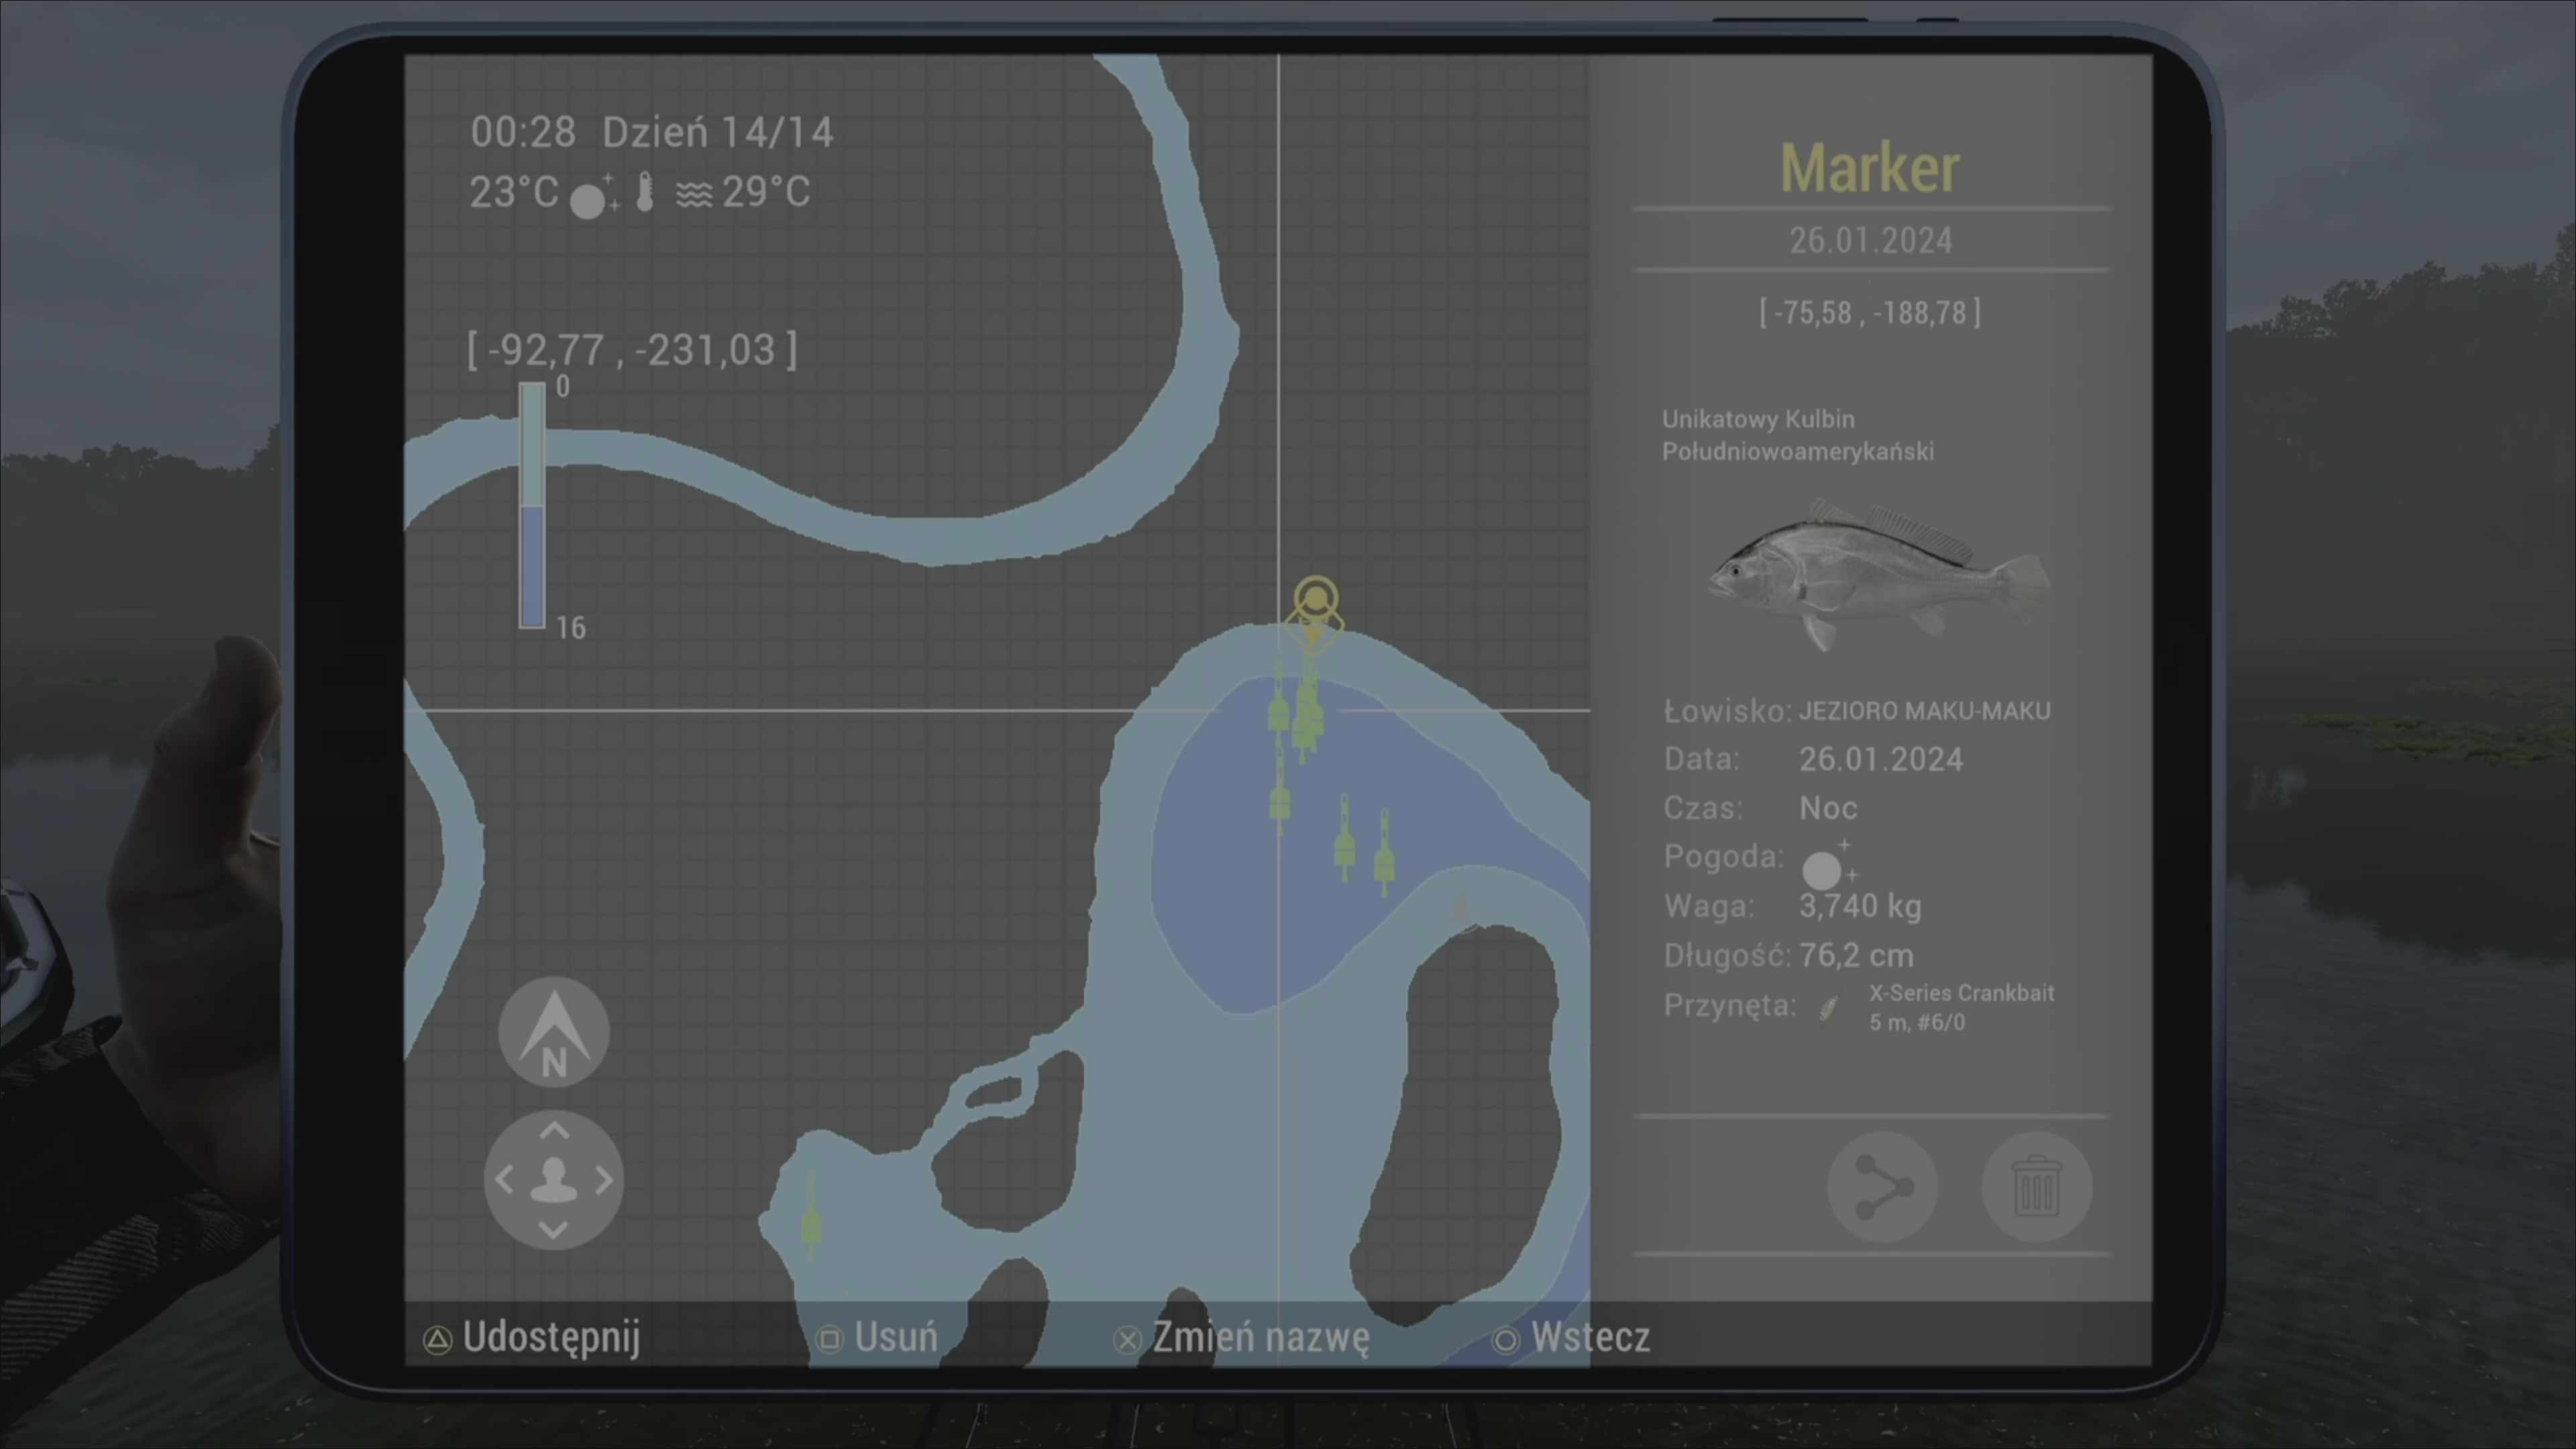 00:28 Dzień 14/14
23°C 29°C
[ -92,77 , -231,03 ]
0
16
N
Marker
26.01.2024
[ -75,58 , -188,78 ]
Unikatowy Kulbin
Południowoamerykański
Łowisko: JEZIORO MAKU-MAKU
Data: 26.01.2024
Czas: Noc
Pogoda:
Waga: 3,740 kg
Długość: 76,2 cm
Przynęta: X-Series Crankbait
5 m, #6/0
Udostępnij Usuń Zmień nazwę Wstecz